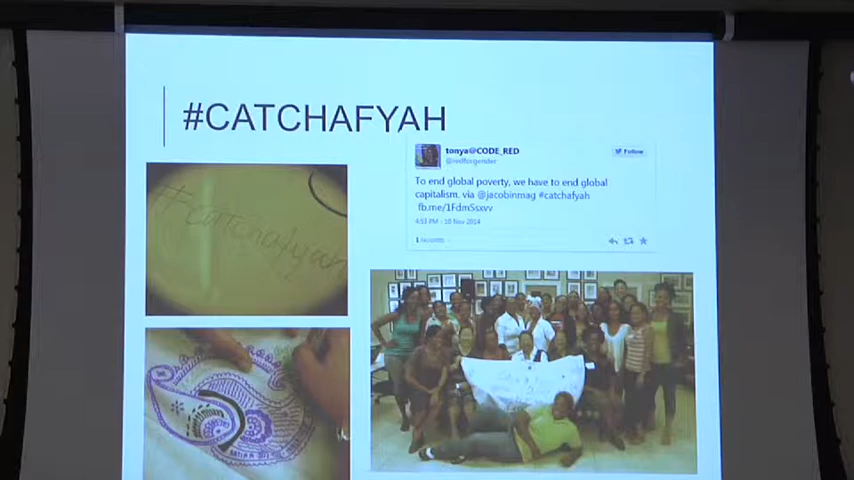 #CATCHAFYAH
tonya@CODE_RED
@redforgender
Follow
To end global poverty, we have to end global
capitalism. via @jacobinmag #catchafyah
fb.me/1FdmSsxvv
4:53 PM - 10 Nov 2014
#catchafyah